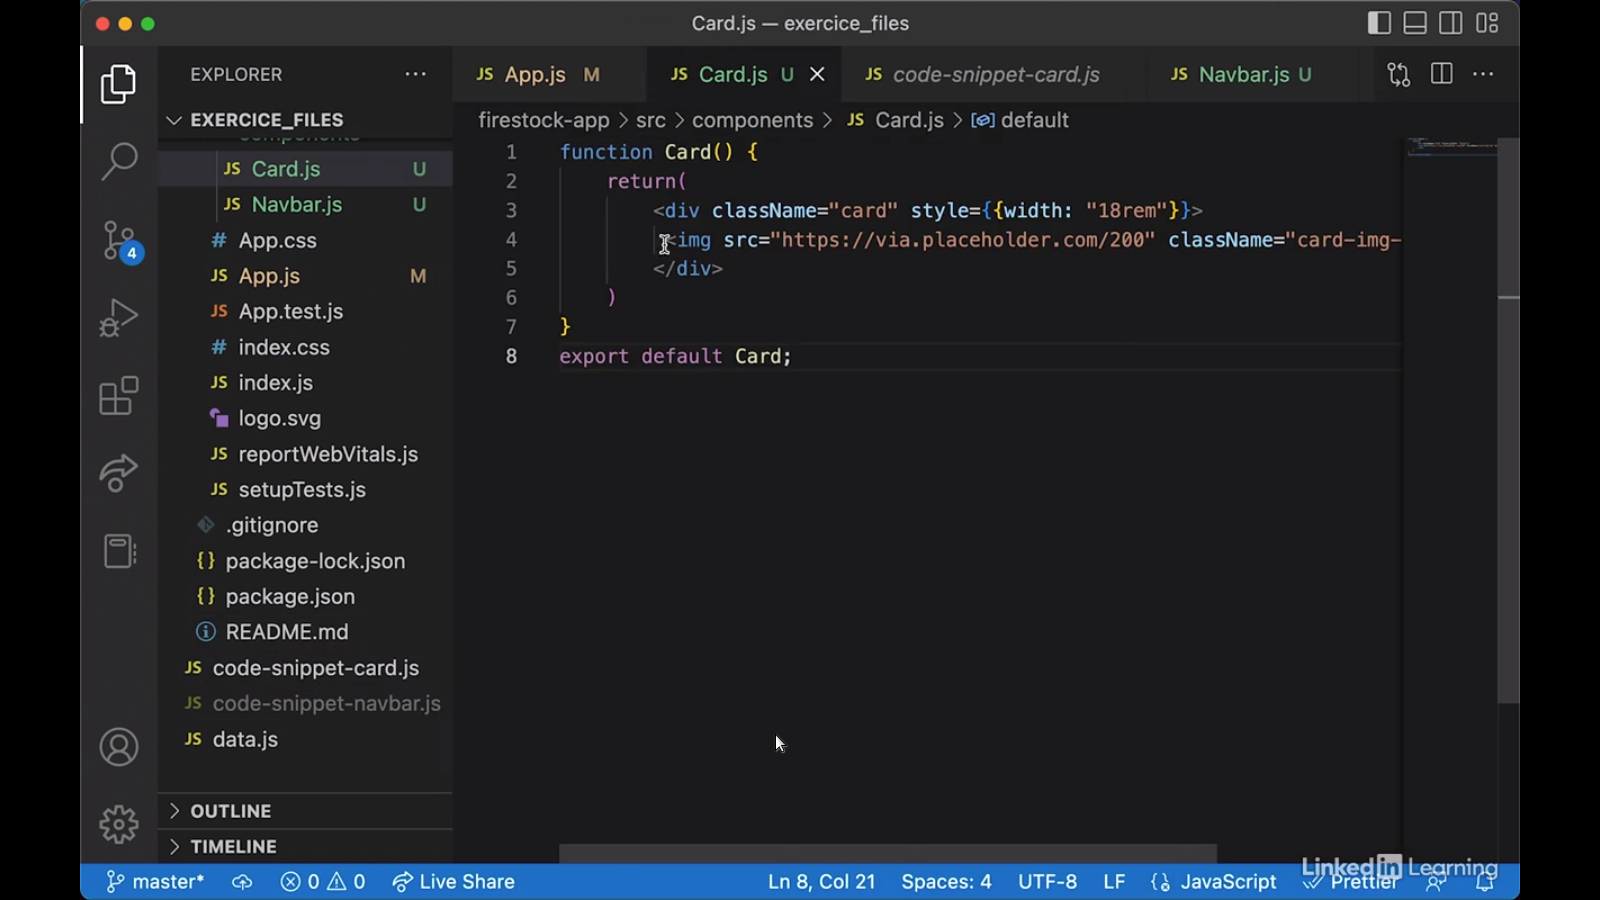 Card.js — exercice_files
EXPLORER
JS App.js M
JS Card.js U
JS code-snippet-card.js
JS Navbar.js U
EXERCICE_FILES
firestock-app > src > components > JS Card.js > default
components
JS Card.js U
JS Navbar.js U
# App.css
JS App.js M
JS App.test.js
# index.css
JS index.js
logo.svg
JS reportWebVitals.js
JS setupTests.js
.gitignore
{} package-lock.json
{} package.json
README.md
JS code-snippet-card.js
JS code-snippet-navbar.js
JS data.js
OUTLINE
TIMELINE
4
1 function Card() {
2 return(
3 <div className="card" style={{width: "18rem"}}>
4 <img src="https://via.placeholder.com/200" className="card-img-
5 </div>
6 )
7 }
8 export default Card;
LinkedIn Learning
master* 0 0 Live Share Ln 8, Col 21 Spaces: 4 UTF-8 LF {} JavaScript Prettier